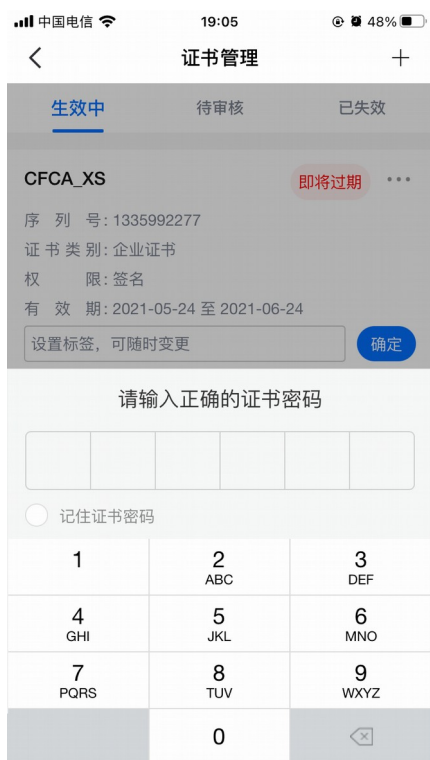 中国电信 19:05 48%
证书管理
生效中 待审核 已失效
CFCA_XS 即将过期
序列号: 1335992277
证书类别: 企业证书
权限: 签名
有效期: 2021-05-24 至 2021-06-24
设置标签，可随时变更 确定
请输入正确的证书密码
记住证书密码
1 2 3
ABC DEF
4 5 6
GHI JKL MNO
7 8 9
PQRS TUV WXYZ
0